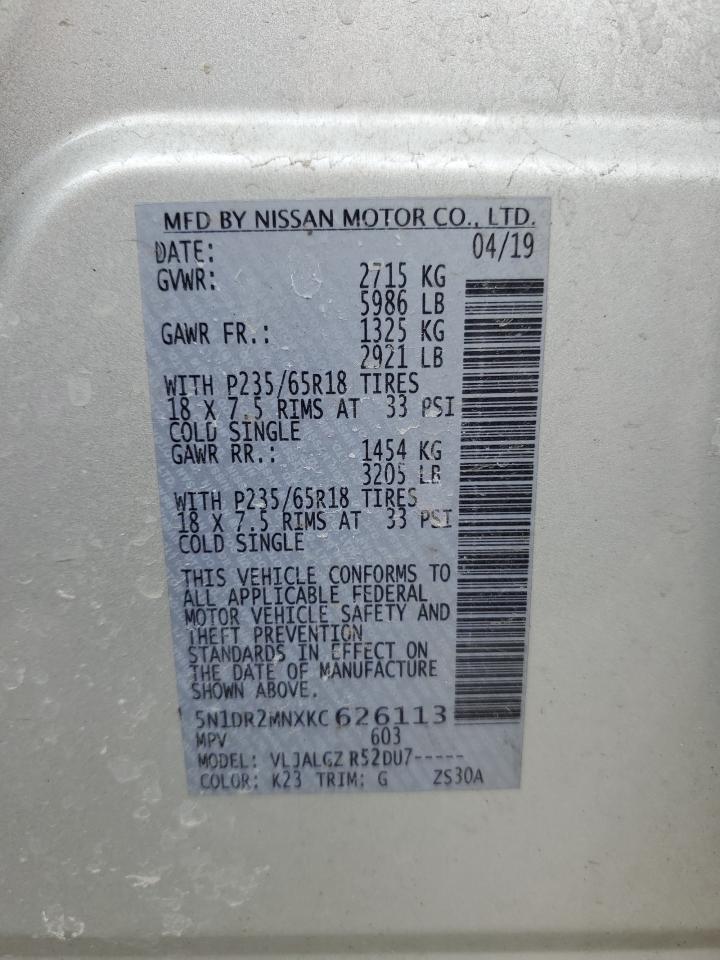 MFD BY NISSAN MOTOR CO., LTD.
DATE: 04/19
GVWR: 2715 KG
5986 LB
GAWR FR.: 1325 KG
2921 LB
WITH P235/65R18 TIRES
18 X 7.5 RIMS AT 33 PSI
COLD SINGLE
GAWR RR.: 1454 KG
3205 LB
WITH P235/65R18 TIRES
18 X 7.5 RIMS AT 33 PSI
COLD SINGLE
THIS VEHICLE CONFORMS TO
ALL APPLICABLE FEDERAL
MOTOR VEHICLE SAFETY AND
THEFT PREVENTION
STANDARDS IN EFFECT ON
THE DATE OF MANUFACTURE
SHOWN ABOVE.
5N1DR2MNXKC626113
MPV 603
MODEL: VLJALGZ R52DU7-----
COLOR: K23 TRIM: G ZS30A